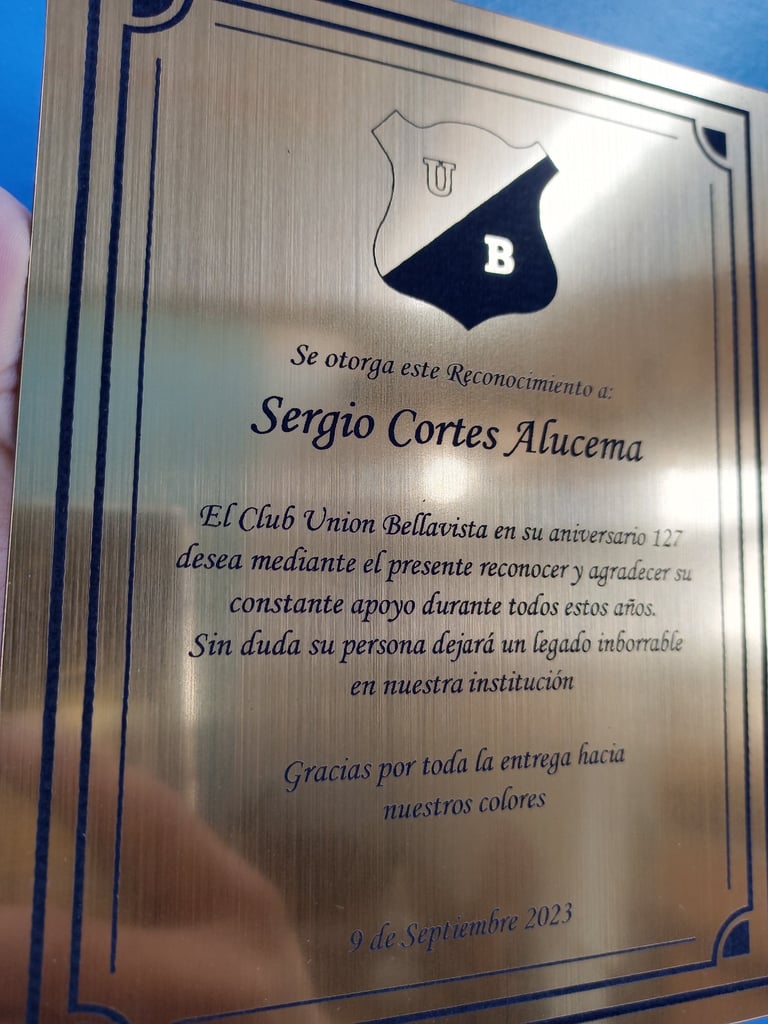 U
B
Se otorga este Reconocimiento a:
Sergio Cortes Alucema
El Club Union Bellavista en su aniversario 127
desea mediante el presente reconocer y agradecer su
constante apoyo durante todos estos años.
Sin duda su persona dejará un legado inborrable
en nuestra institución
Gracias por toda la entrega hacia
nuestros colores
9 de Septiembre 2023